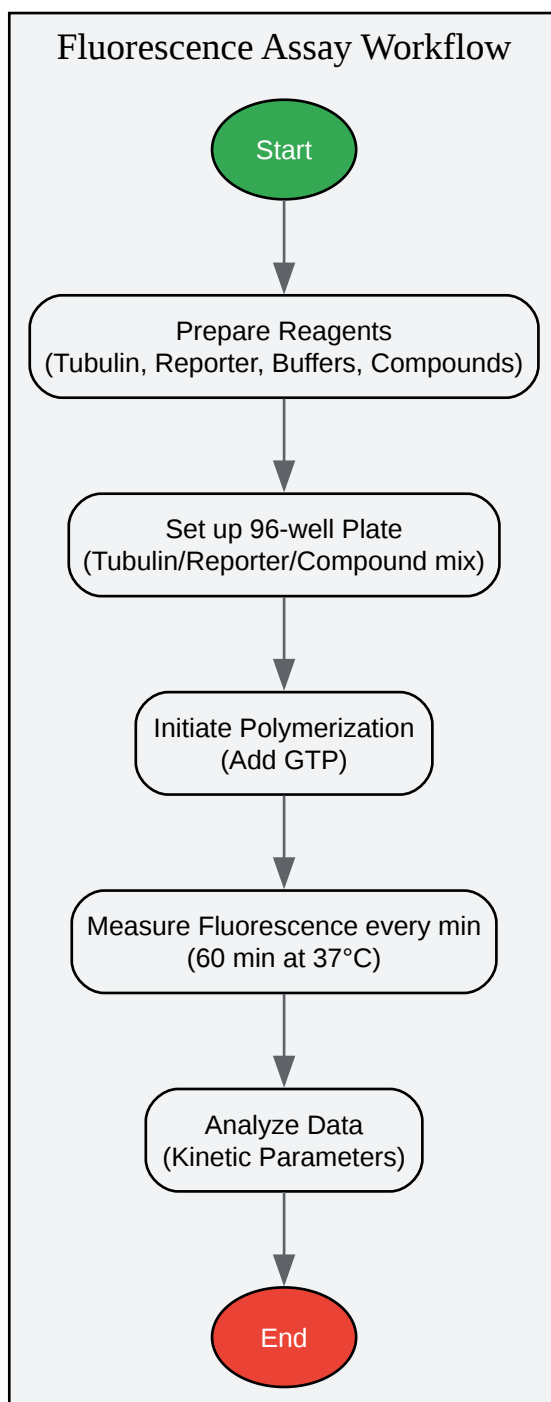 Fluorescence Assay Workflow
Start
Prepare Reagents
(Tubulin, Reporter, Buffers, Compounds)
Set up 96-well Plate
(Tubulin/Reporter/Compound mix)
Initiate Polymerization
(Add GTP)
Measure Fluorescence every min
(60 min at 37°C)
Analyze Data
(Kinetic Parameters)
End